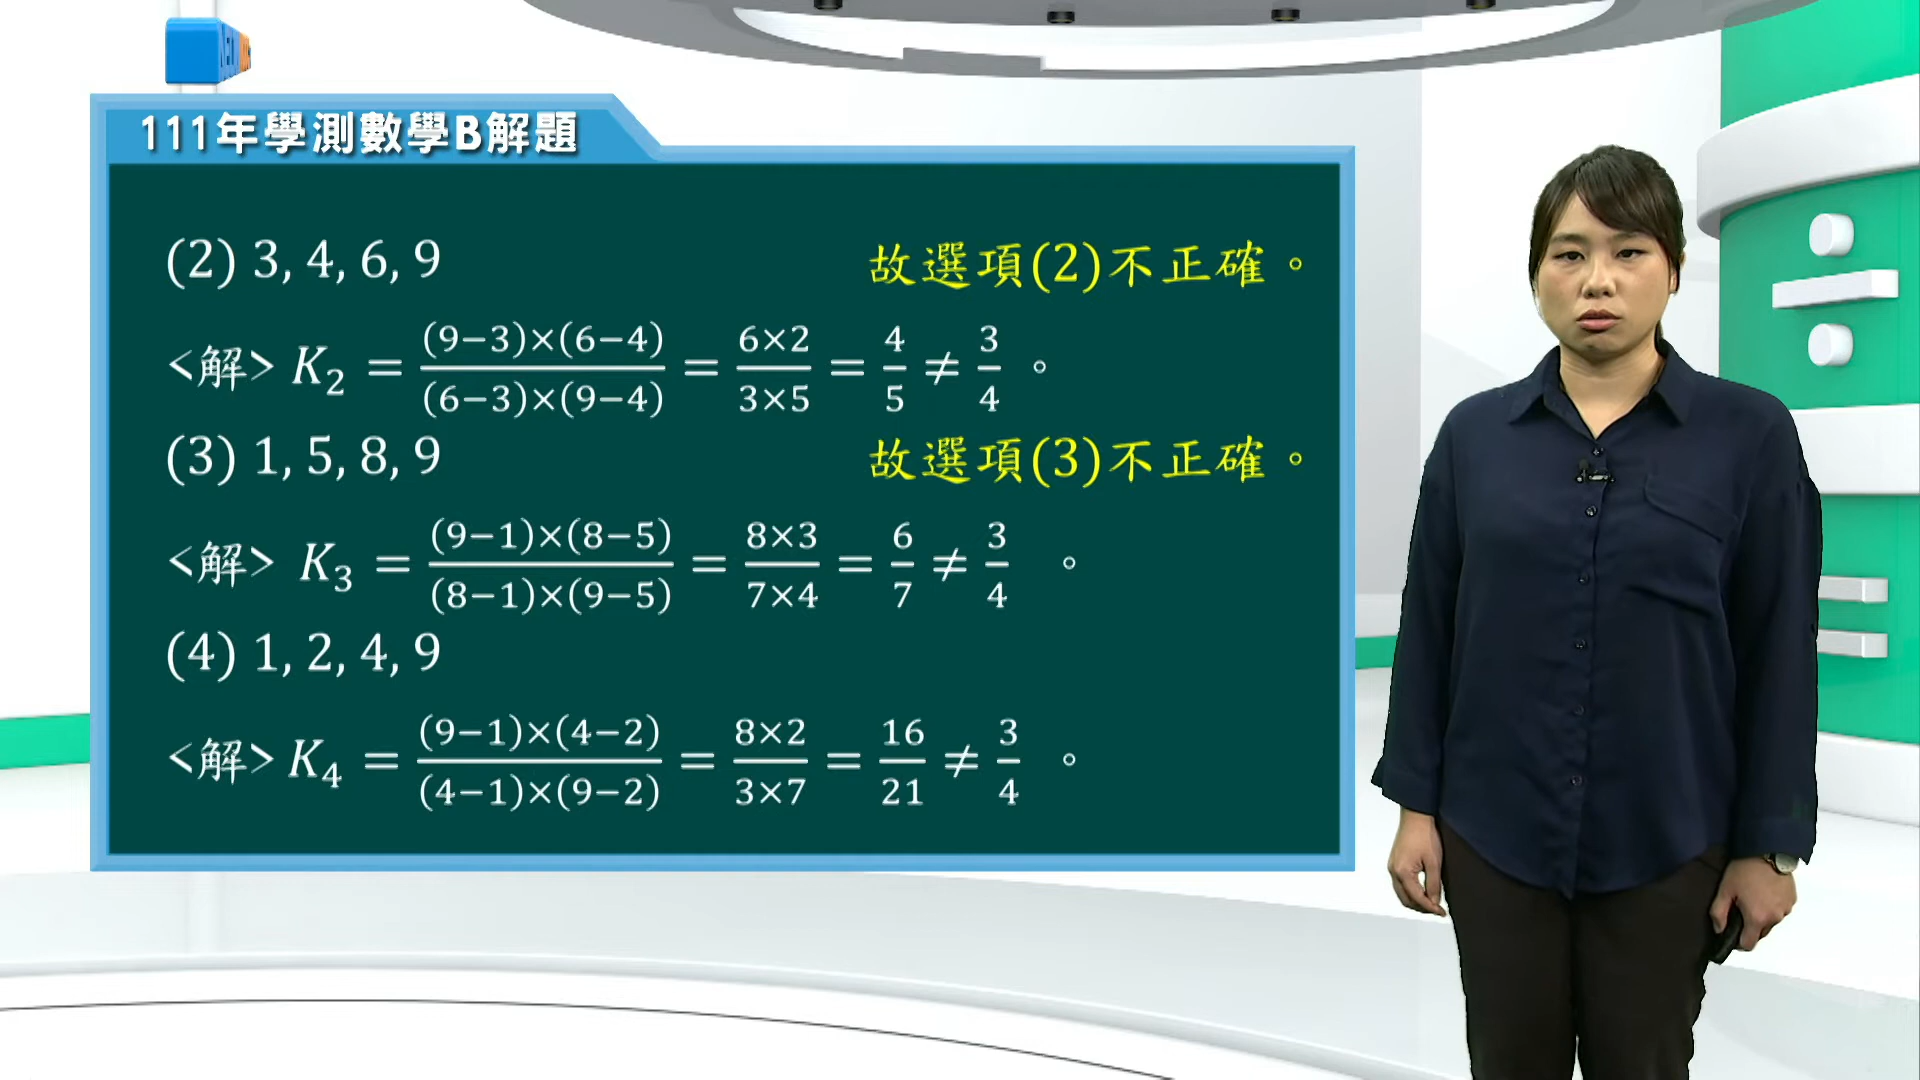 111年學測數學B解題
(2) 3, 4, 6, 9 故選項(2)不正確。
<解> K₂ = (9−3)×(6−4) / (6−3)×(9−4) = 6×2 / 3×5 = 4/5 ≠ 3/4 。
(3) 1, 5, 8, 9 故選項(3)不正確。
<解> K₃ = (9−1)×(8−5) / (8−1)×(9−5) = 8×3 / 7×4 = 6/7 ≠ 3/4 。
(4) 1, 2, 4, 9
<解> K₄ = (9−1)×(4−2) / (4−1)×(9−2) = 8×2 / 3×7 = 16/21 ≠ 3/4 。